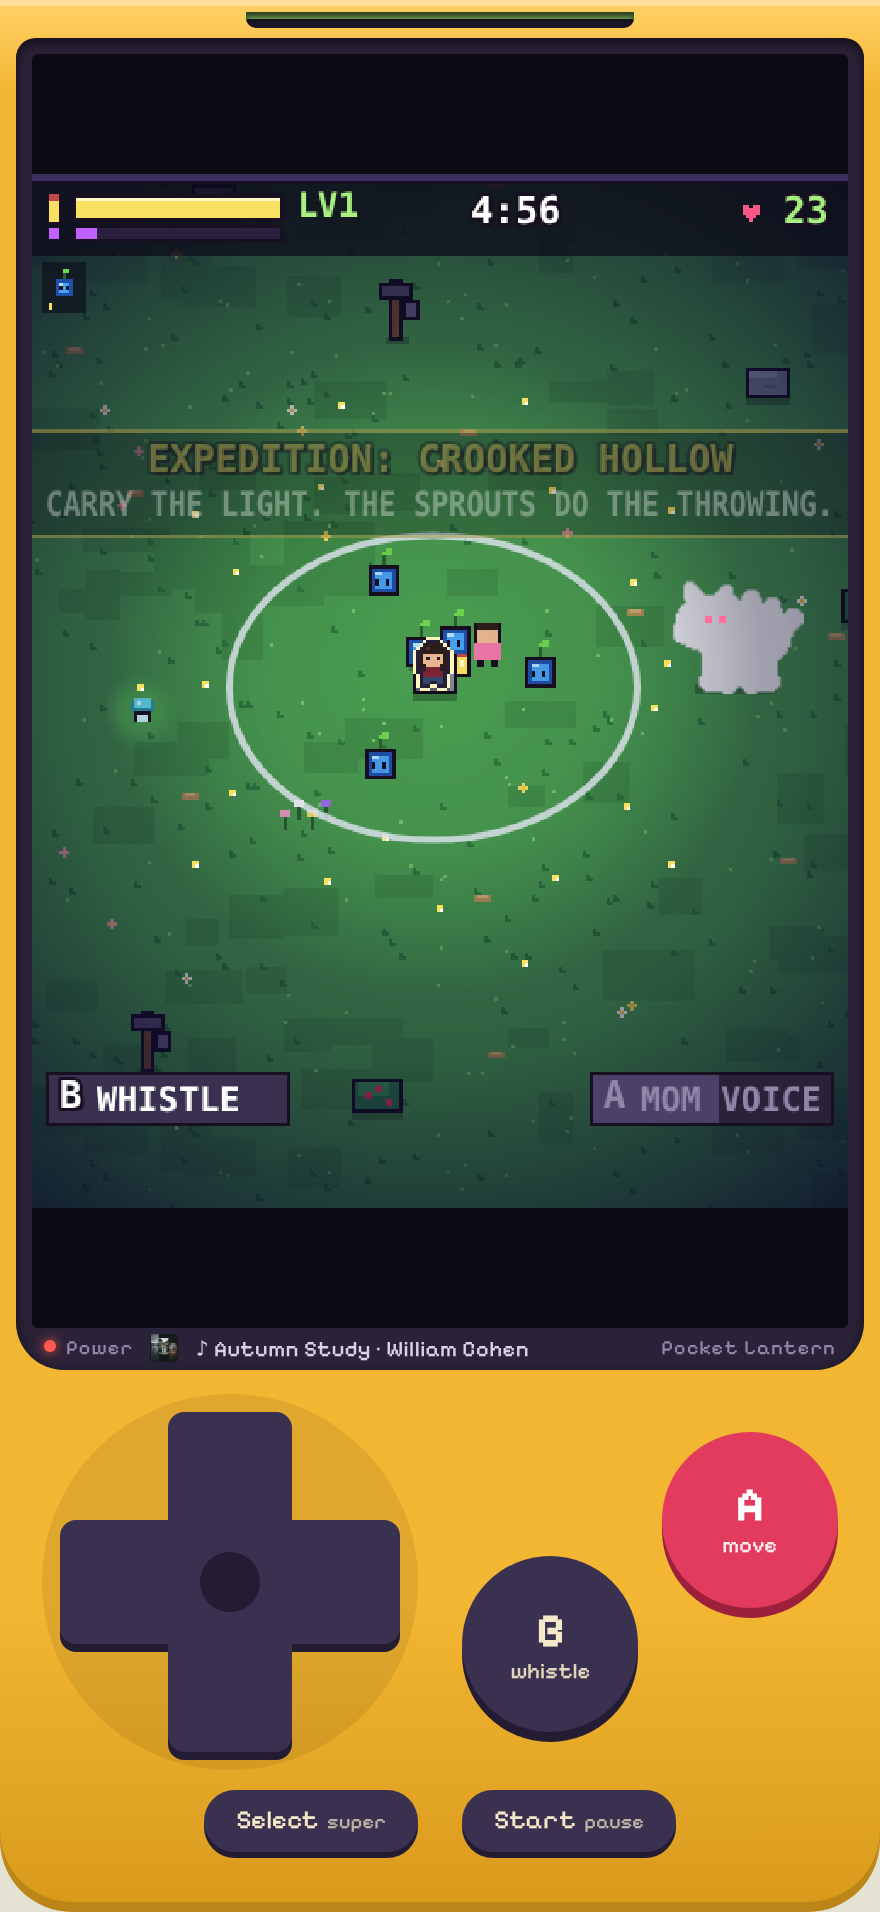 LV1
4:56
23
EXPEDITION: CROOKED HOLLOW
CARRY THE LIGHT. THE SPROUTS DO THE THROWING.
B WHISTLE
A MOM VOICE
Power
♪ Autumn Study · William Cohen
Pocket Lantern
A
move
B
whistle
Select super
Start pause